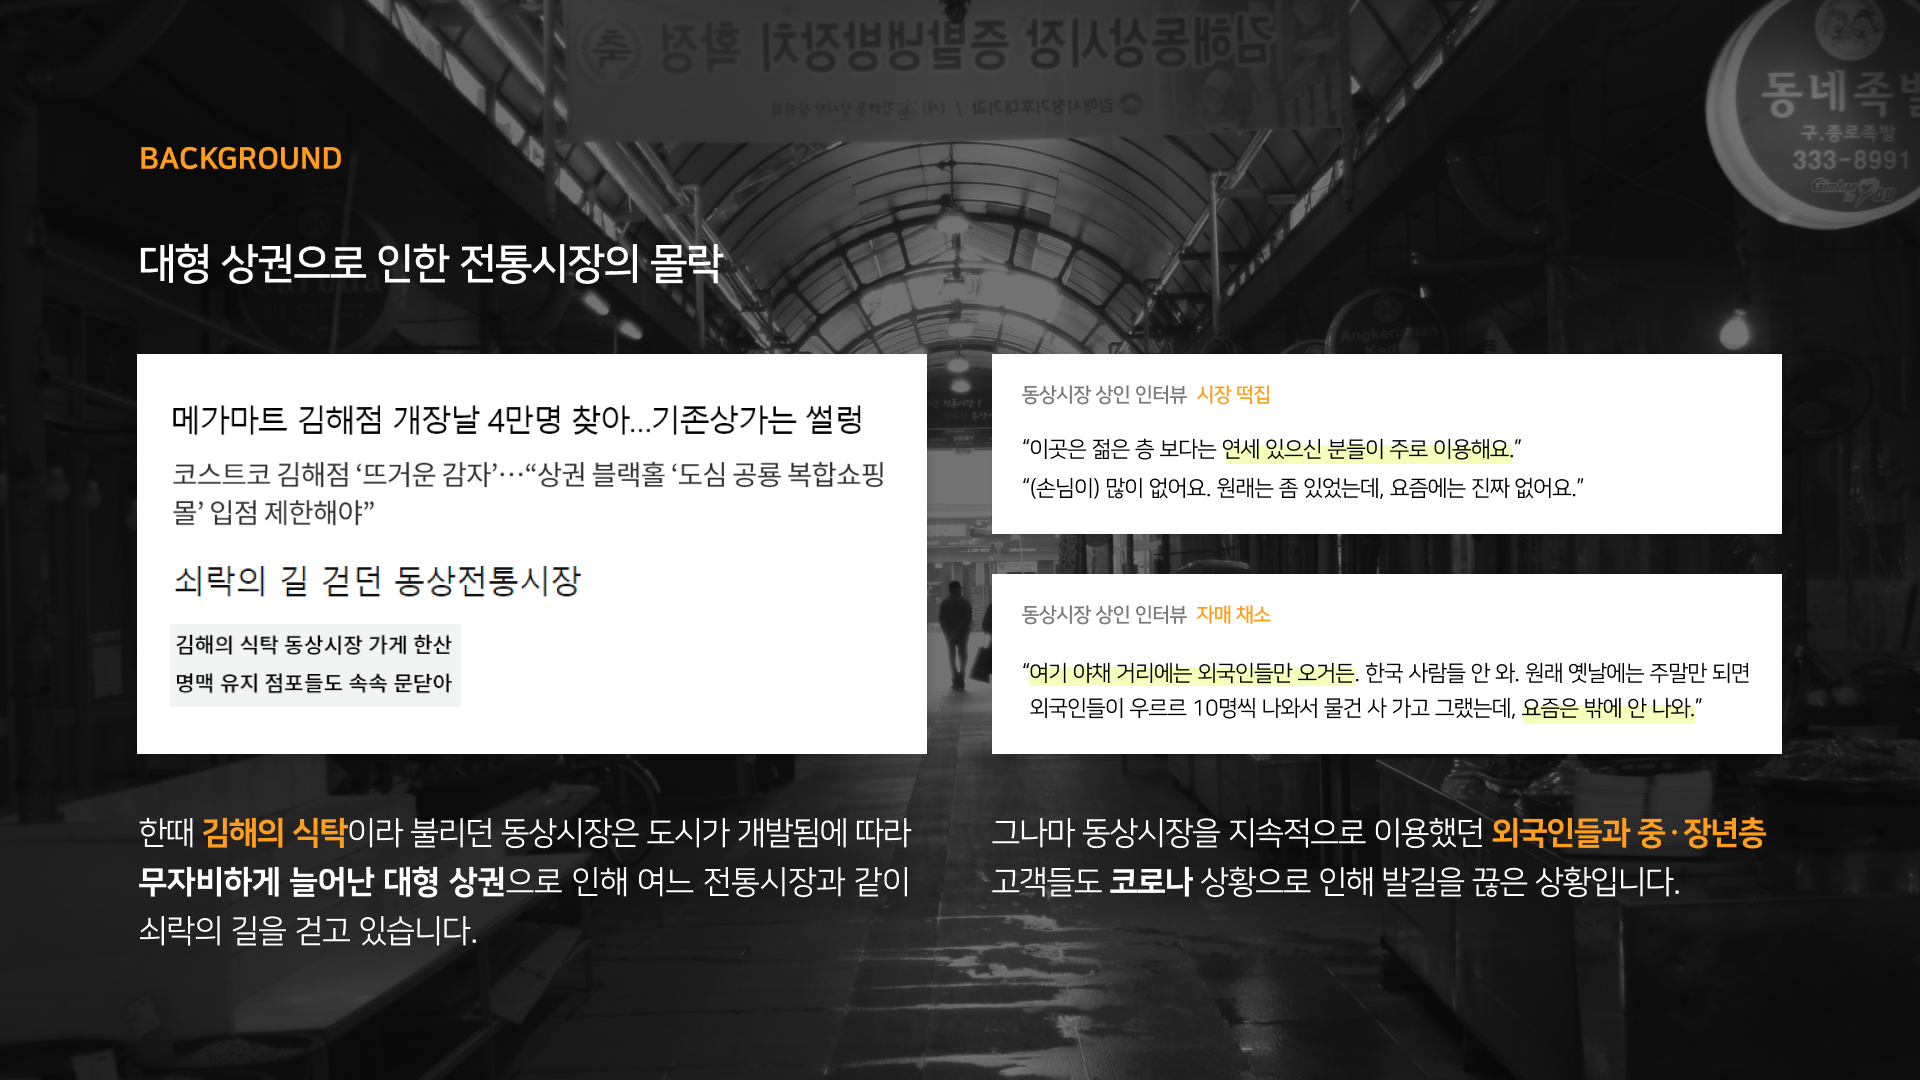 BACKGROUND
대형 상권으로 인한 전통시장의 몰락
메가마트 김해점 개장날 4만명 찾아...기존상가는 썰렁
코스트코 김해점 ‘뜨거운 감자’…“상권 블랙홀 ‘도심 공룡 복합쇼핑
몰’ 입점 제한해야”
쇠락의 길 걷던 동상전통시장
김해의 식탁 동상시장 가게 한산
명맥 유지 점포들도 속속 문닫아
동상시장 상인 인터뷰 시장 떡집
“이곳은 젊은 층 보다는 연세 있으신 분들이 주로 이용해요.”
“(손님이) 많이 없어요. 원래는 좀 있었는데, 요즘에는 진짜 없어요.”
동상시장 상인 인터뷰 자매 채소
“여기 야채 거리에는 외국인들만 오거든. 한국 사람들 안 와. 원래 옛날에는 주말만 되면
외국인들이 우르르 10명씩 나와서 물건 사 가고 그랬는데, 요즘은 밖에 안 나와.”
한때 김해의 식탁이라 불리던 동상시장은 도시가 개발됨에 따라
무자비하게 늘어난 대형 상권으로 인해 여느 전통시장과 같이
쇠락의 길을 걷고 있습니다.
그나마 동상시장을 지속적으로 이용했던 외국인들과 중·장년층
고객들도 코로나 상황으로 인해 발길을 끊은 상황입니다.
김해동상시장 증발냉방장치 확정
축
동네족발
구.종로족발
333-8991